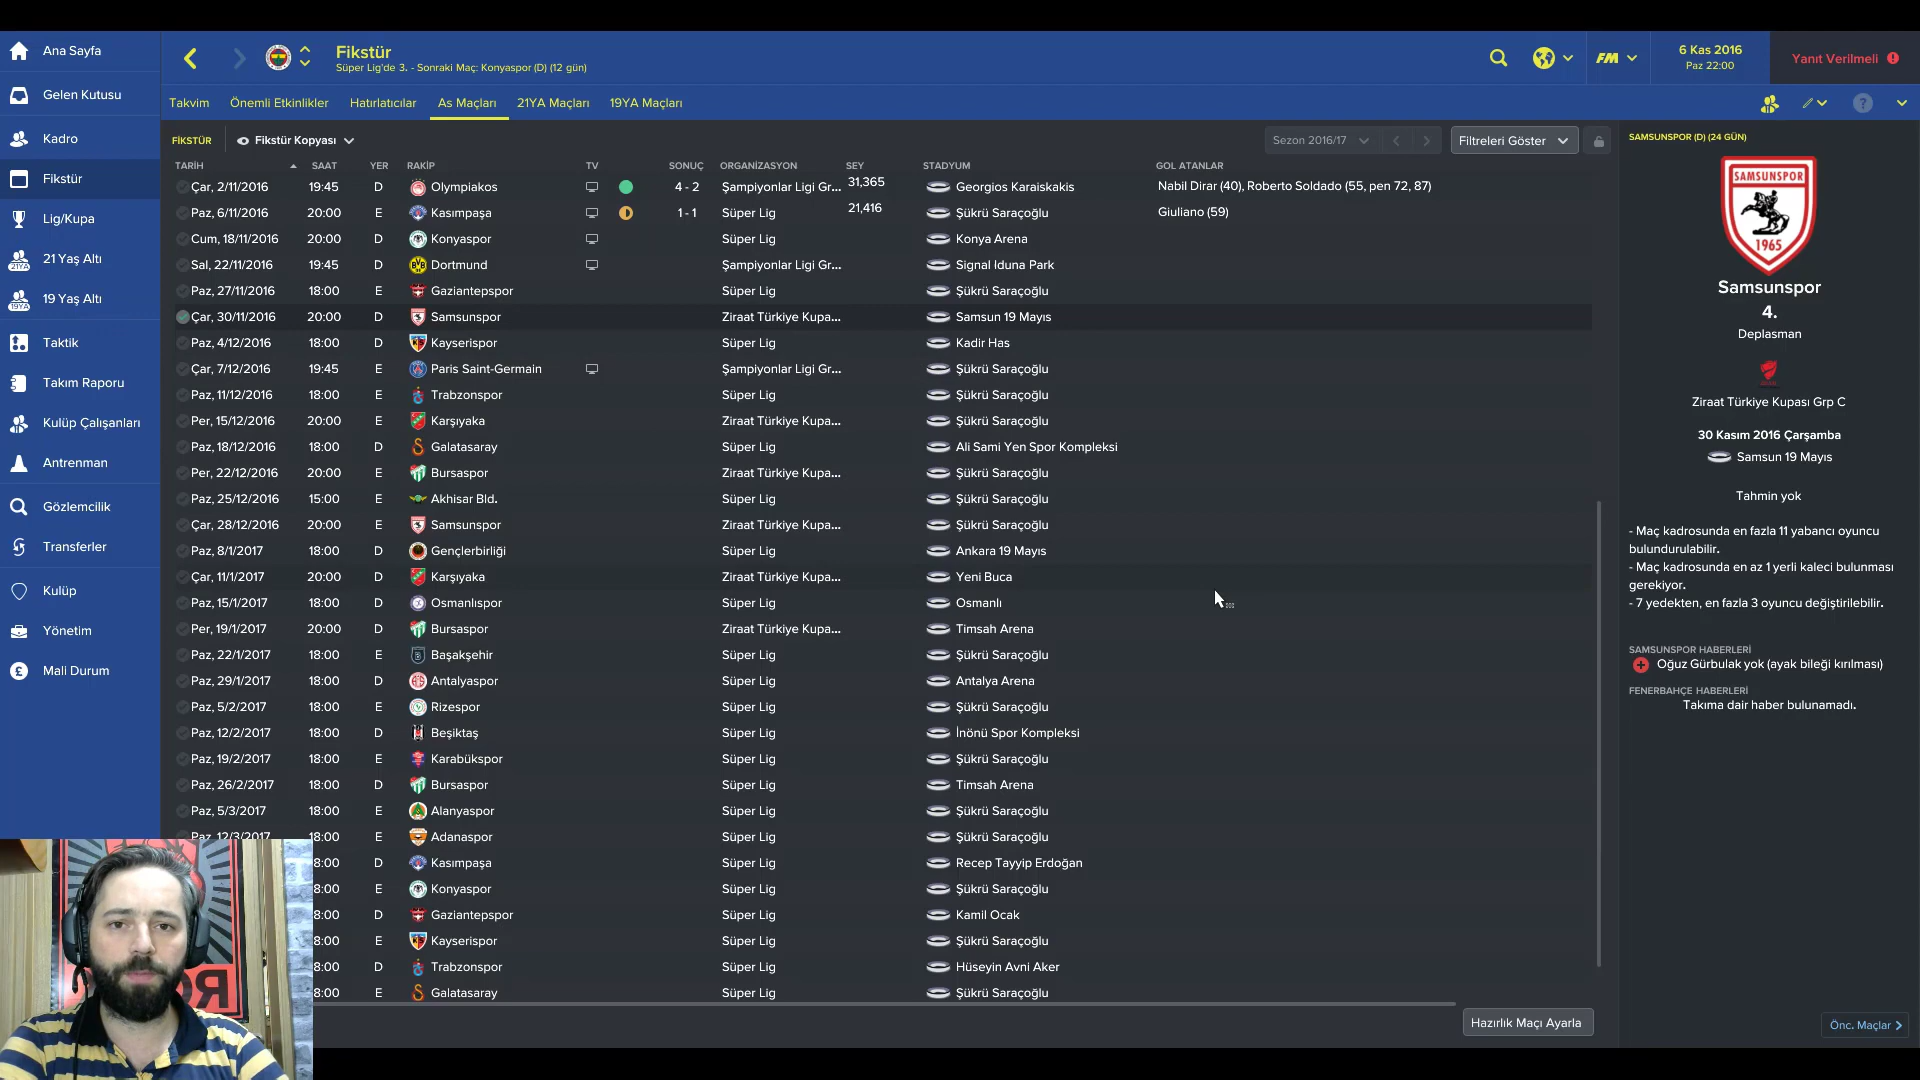 Ana Sayfa
Gelen Kutusu
Kadro
Fikstür
Lig/Kupa
21 Yaş Altı
19 Yaş Altı
Taktik
Takım Raporu
Kulüp Çalışanları
Antrenman
Gözlemcilik
Transferler
Kulüp
Yönetim
Mali Durum
Fikstür
Süper Lig'de 3. - Sonraki Maç: Konyaspor (D) (12 gün)
FM
6 Kas 2016
Paz 22:00
Yanıt Verilmeli
Takvim Önemli Etkinlikler Hatırlatıcılar As Maçları 21YA Maçları 19YA Maçları
FİKSTÜR Fikstür Kopyası Sezon 2016/17 Filtreleri Göster
TARİH SAAT YER RAKİP TV SONUÇ ORGANİZASYON SEY STADYUM GOL ATANLAR
Çar, 2/11/2016 19:45 D Olympiakos 4 - 2 Şampiyonlar Ligi Gr... 31,365 Georgios Karaiskakis Nabil Dirar (40), Roberto Soldado (55, pen 72, 87)
Paz, 6/11/2016 20:00 E Kasımpaşa 1 - 1 Süper Lig 21,416 Şükrü Saraçoğlu Giuliano (59)
Cum, 18/11/2016 20:00 D Konyaspor Süper Lig Konya Arena
Sal, 22/11/2016 19:45 D Dortmund Şampiyonlar Ligi Gr... Signal Iduna Park
Paz, 27/11/2016 18:00 E Gaziantepspor Süper Lig Şükrü Saraçoğlu
Çar, 30/11/2016 20:00 D Samsunspor Ziraat Türkiye Kupa... Samsun 19 Mayıs
Paz, 4/12/2016 18:00 D Kayserispor Süper Lig Kadir Has
Çar, 7/12/2016 19:45 E Paris Saint-Germain Şampiyonlar Ligi Gr... Şükrü Saraçoğlu
Paz, 11/12/2016 18:00 E Trabzonspor Süper Lig Şükrü Saraçoğlu
Per, 15/12/2016 20:00 E Karşıyaka Ziraat Türkiye Kupa... Şükrü Saraçoğlu
Paz, 18/12/2016 18:00 D Galatasaray Süper Lig Ali Sami Yen Spor Kompleksi
Per, 22/12/2016 20:00 E Bursaspor Ziraat Türkiye Kupa... Şükrü Saraçoğlu
Paz, 25/12/2016 15:00 E Akhisar Bld. Süper Lig Şükrü Saraçoğlu
Çar, 28/12/2016 20:00 E Samsunspor Ziraat Türkiye Kupa... Şükrü Saraçoğlu
Paz, 8/1/2017 18:00 D Gençlerbirliği Süper Lig Ankara 19 Mayıs
Çar, 11/1/2017 20:00 D Karşıyaka Ziraat Türkiye Kupa... Yeni Buca
Paz, 15/1/2017 18:00 D Osmanlıspor Süper Lig Osmanlı
Per, 19/1/2017 20:00 D Bursaspor Ziraat Türkiye Kupa... Timsah Arena
Paz, 22/1/2017 18:00 E Başakşehir Süper Lig Şükrü Saraçoğlu
Paz, 29/1/2017 18:00 D Antalyaspor Süper Lig Antalya Arena
Paz, 5/2/2017 18:00 E Rizespor Süper Lig Şükrü Saraçoğlu
Paz, 12/2/2017 18:00 D Beşiktaş Süper Lig İnönü Spor Kompleksi
Paz, 19/2/2017 18:00 E Karabükspor Süper Lig Şükrü Saraçoğlu
Paz, 26/2/2017 18:00 D Bursaspor Süper Lig Timsah Arena
Paz, 5/3/2017 18:00 E Alanyaspor Süper Lig Şükrü Saraçoğlu
Paz, 12/3/2017 18:00 E Adanaspor Süper Lig Şükrü Saraçoğlu
8:00 D Kasımpaşa Süper Lig Recep Tayyip Erdoğan
8:00 E Konyaspor Süper Lig Şükrü Saraçoğlu
8:00 D Gaziantepspor Süper Lig Kamil Ocak
8:00 E Kayserispor Süper Lig Şükrü Saraçoğlu
8:00 D Trabzonspor Süper Lig Hüseyin Avni Aker
8:00 E Galatasaray Süper Lig Şükrü Saraçoğlu
Hazırlık Maçı Ayarla
SAMSUNSPOR (D) (24 GÜN)
SAMSUNSPOR
1965
Samsunspor
4.
Deplasman
Ziraat Türkiye Kupası Grp C
30 Kasım 2016 Çarşamba
Samsun 19 Mayıs
Tahmin yok
- Maç kadrosunda en fazla 11 yabancı oyuncu
bulundurulabilir.
- Maç kadrosunda en az 1 yerli kaleci bulunması
gerekiyor.
- 7 yedekten, en fazla 3 oyuncu değiştirilebilir.
SAMSUNSPOR HABERLERİ
Oğuz Gürbulak yok (ayak bileği kırılması)
FENERBAHÇE HABERLERİ
Takıma dair haber bulunamadı.
Önc. Maçlar